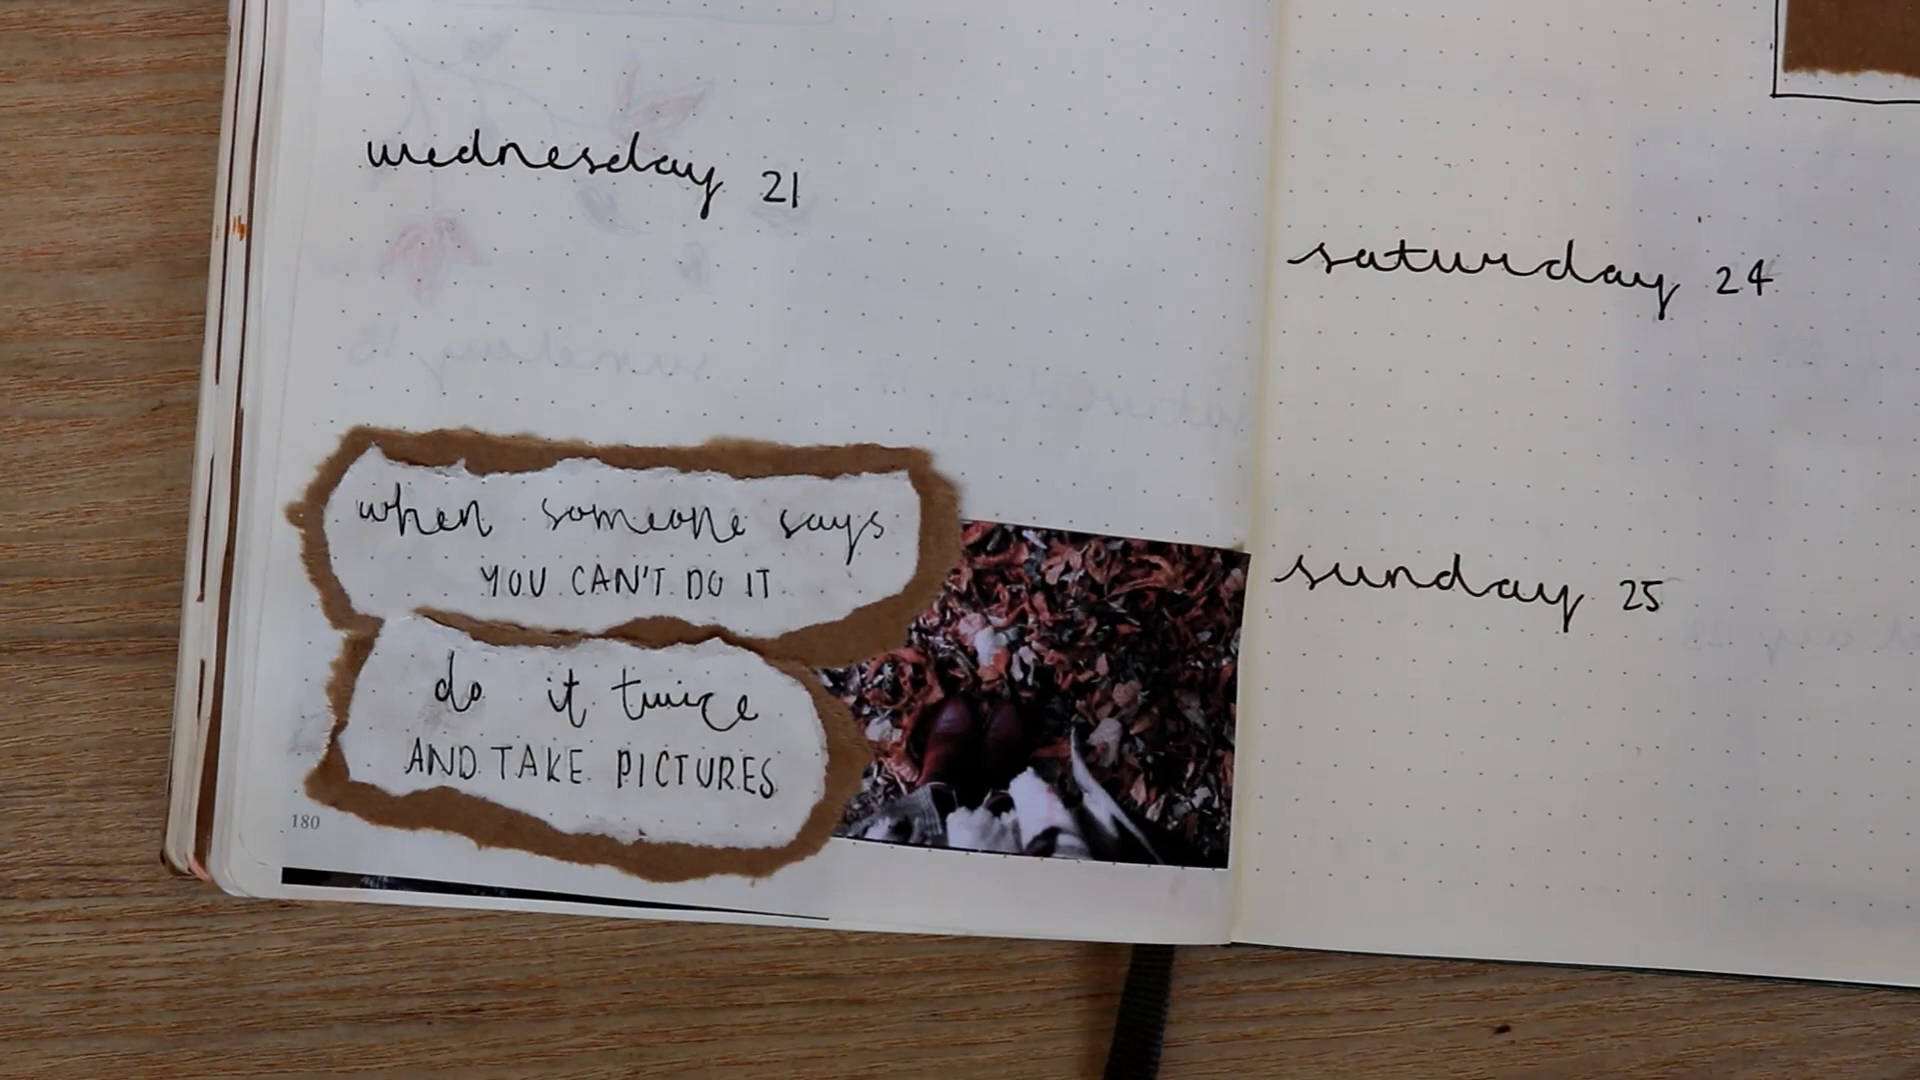 wednesday 21
when someone says
YOU CAN'T DO IT
do it twice
AND TAKE PICTURES
180
saturday 24
sunday 25